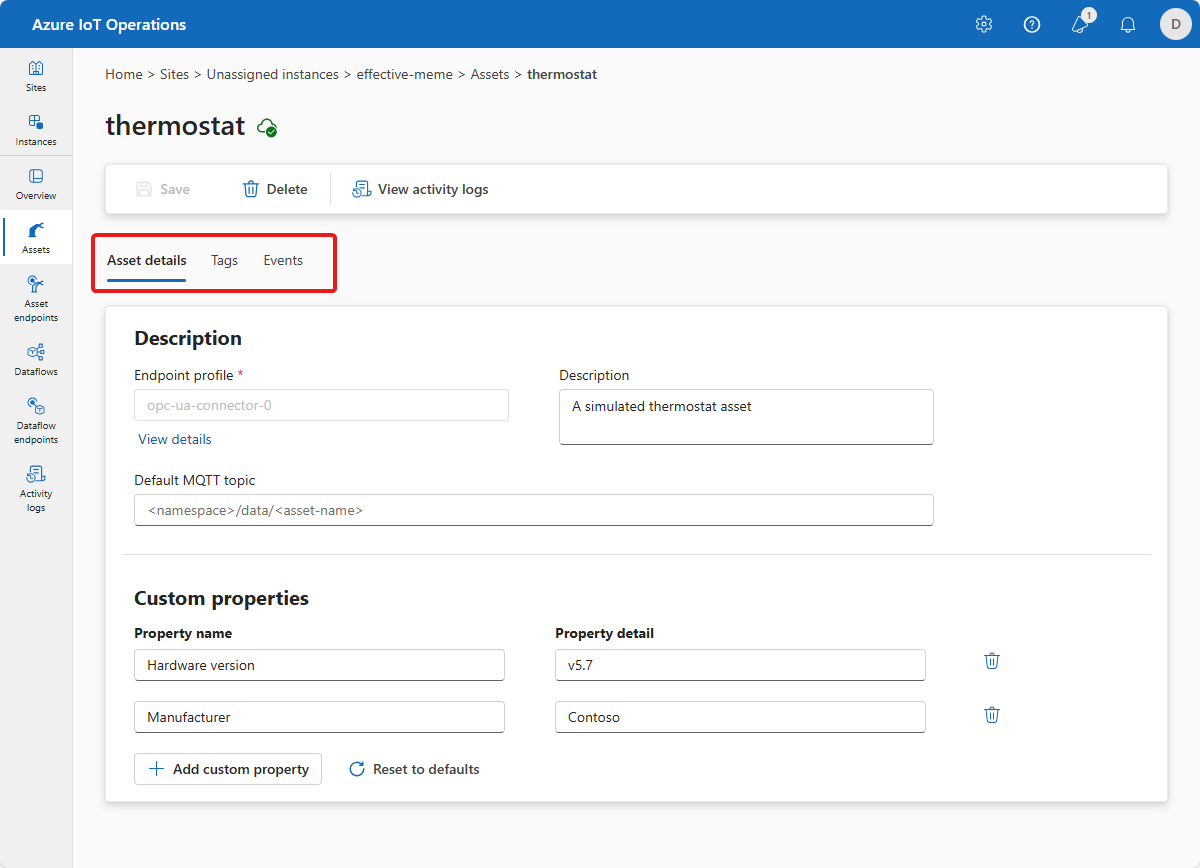 Azure IoT Operations
1
D
Sites
Instances
Overview
Assets
Asset
endpoints
Dataflows
Dataflow
endpoints
Activity
logs
Home > Sites > Unassigned instances > effective-meme > Assets > thermostat
thermostat
Save Delete View activity logs
Asset details Tags Events
Description
Endpoint profile * Description
opc-ua-connector-0 A simulated thermostat asset
View details
Default MQTT topic
<namespace>/data/<asset-name>
Custom properties
Property name Property detail
Hardware version v5.7
Manufacturer Contoso
Add custom property Reset to defaults